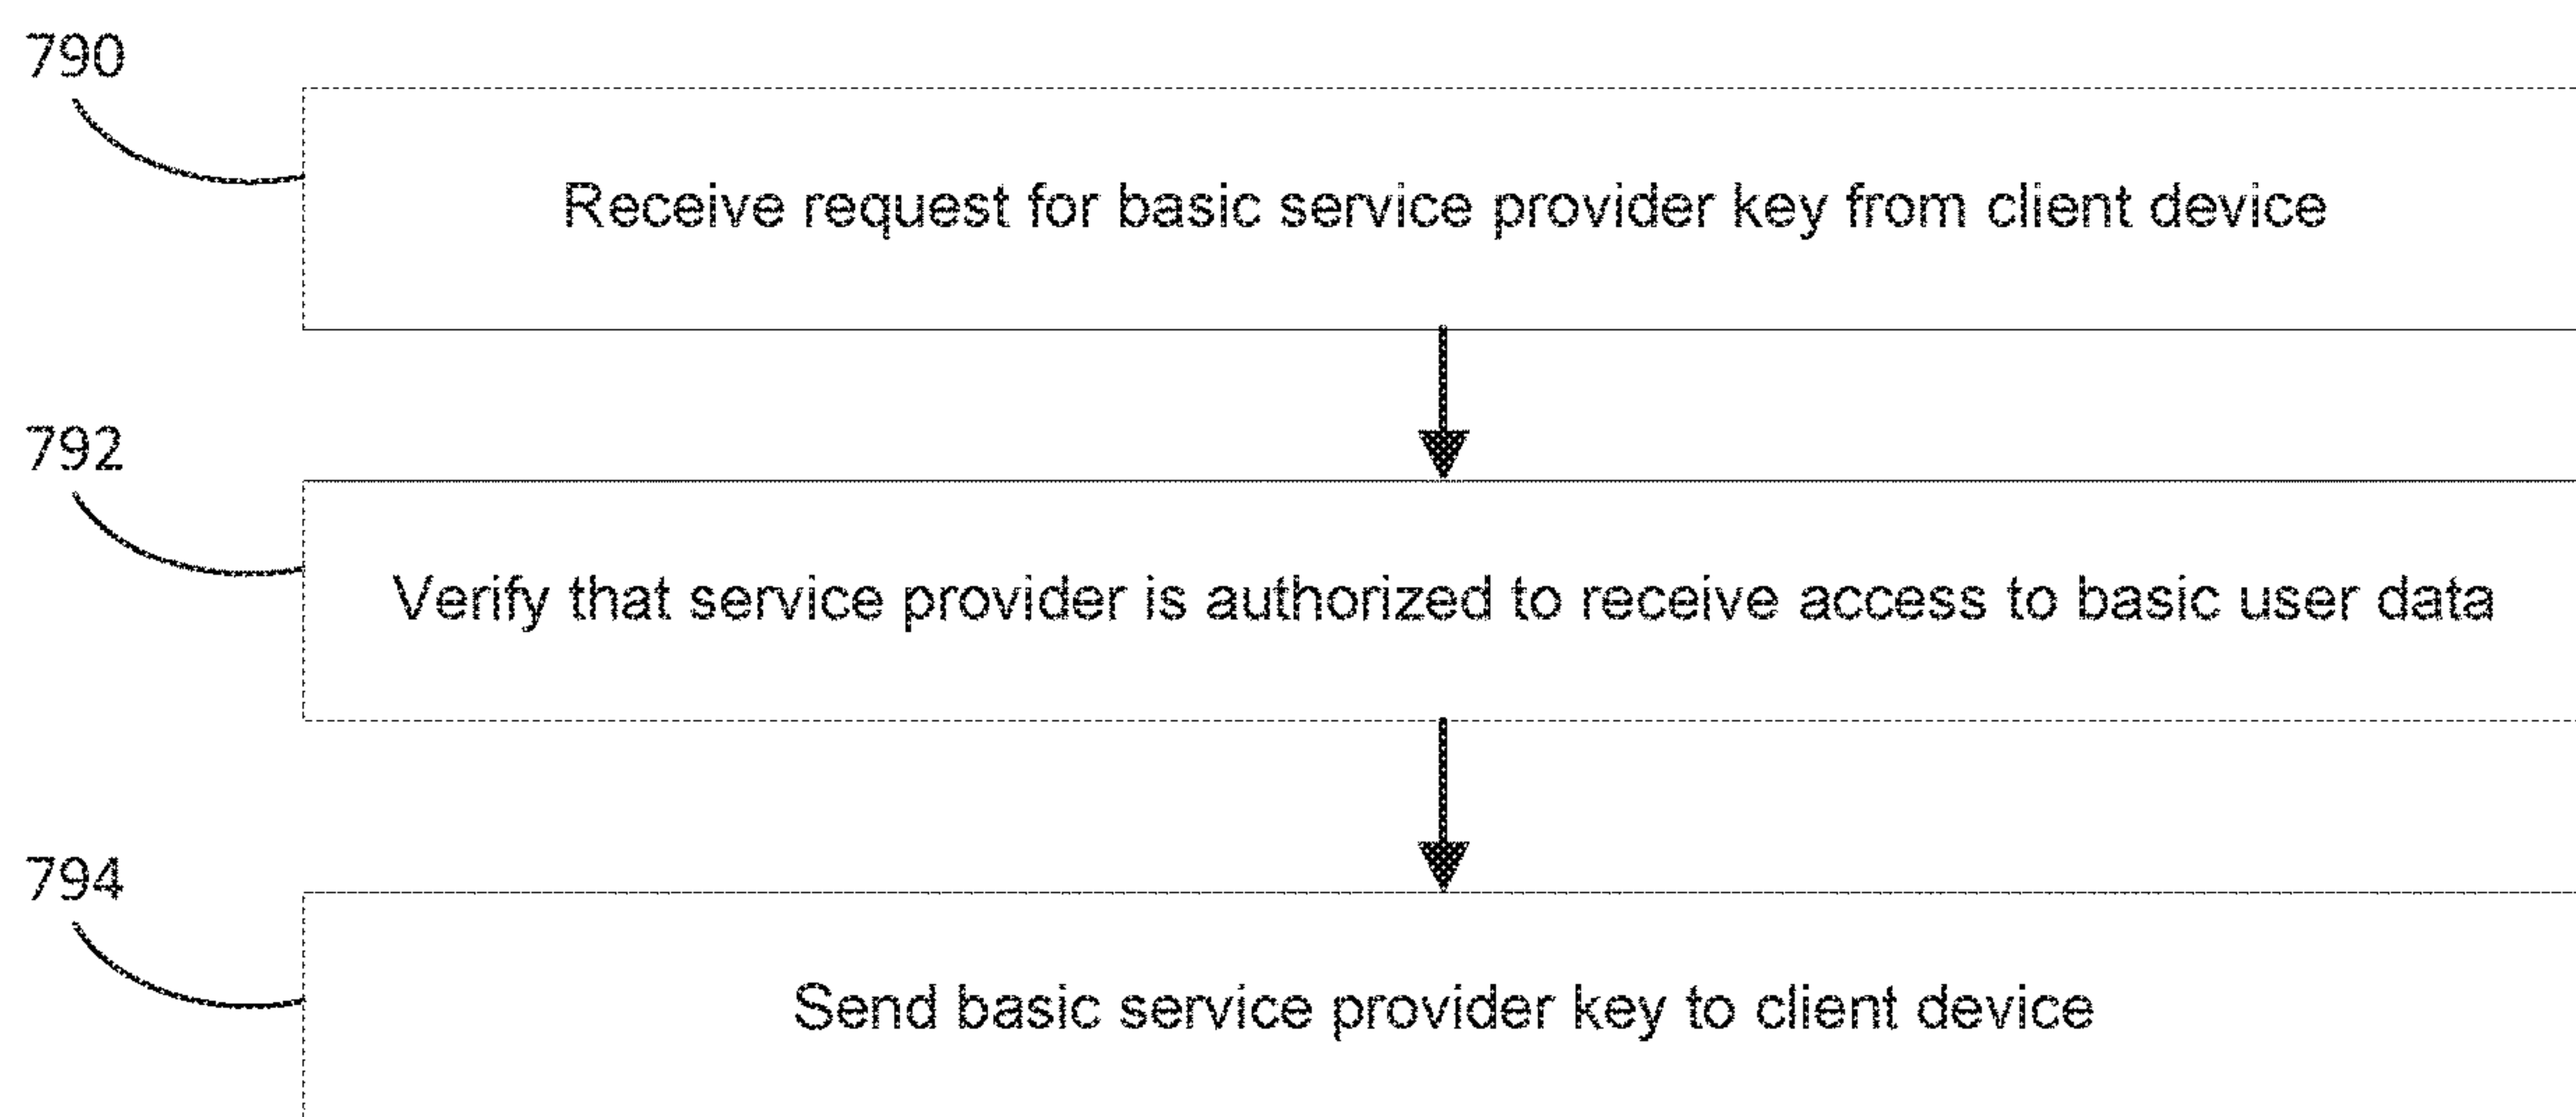 790
Receive request for basic service provider key from client device
792
Verify that service provider is authorized to receive access to basic user data
794
Send basic service provider key to client device